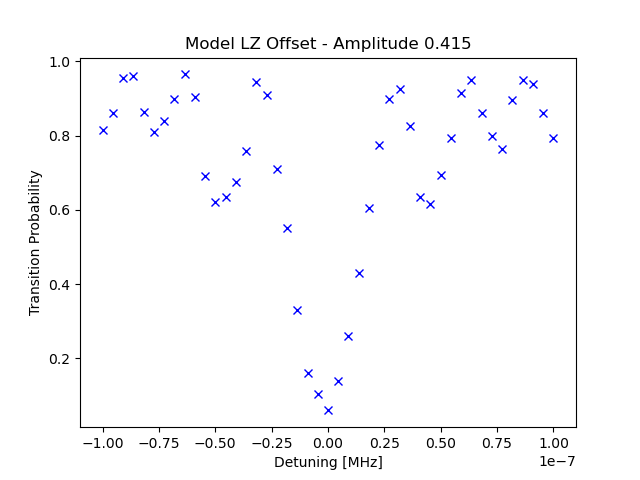 Model LZ Offset - Amplitude 0.415
1.0
0.8
0.6
0.4
0.2
Transition Probability
−1.00 −0.75 −0.50 −0.25 0.00 0.25 0.50 0.75 1.00
1e−7
Detuning [MHz]